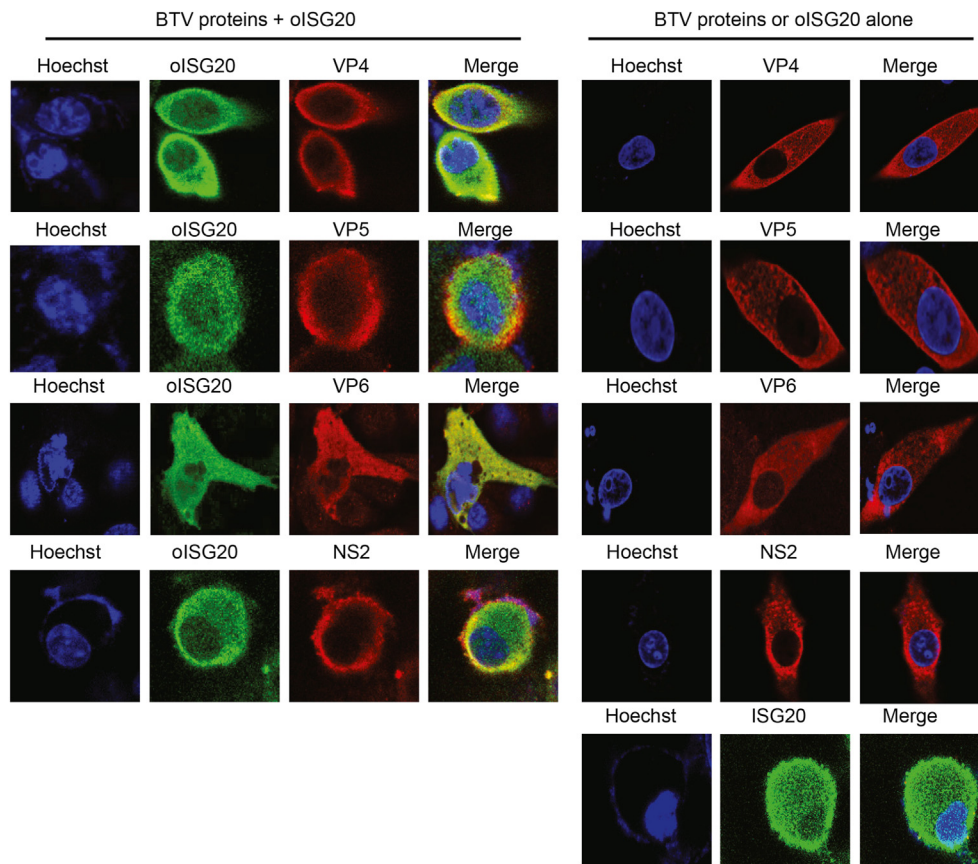 BTV proteins + oISG20
BTV proteins or oISG20 alone
Hoechst oISG20 VP4 Merge
Hoechst VP4 Merge
Hoechst oISG20 VP5 Merge
Hoechst VP5 Merge
Hoechst oISG20 VP6 Merge
Hoechst VP6 Merge
Hoechst oISG20 NS2 Merge
Hoechst NS2 Merge
Hoechst ISG20 Merge